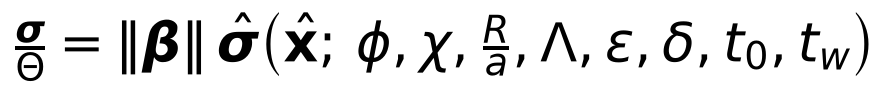 𝝈/Θ = ‖𝜷‖ 𝝈̂(𝐱̂; ϕ, χ, R/a, Λ, ε, δ, t₀, t_w)